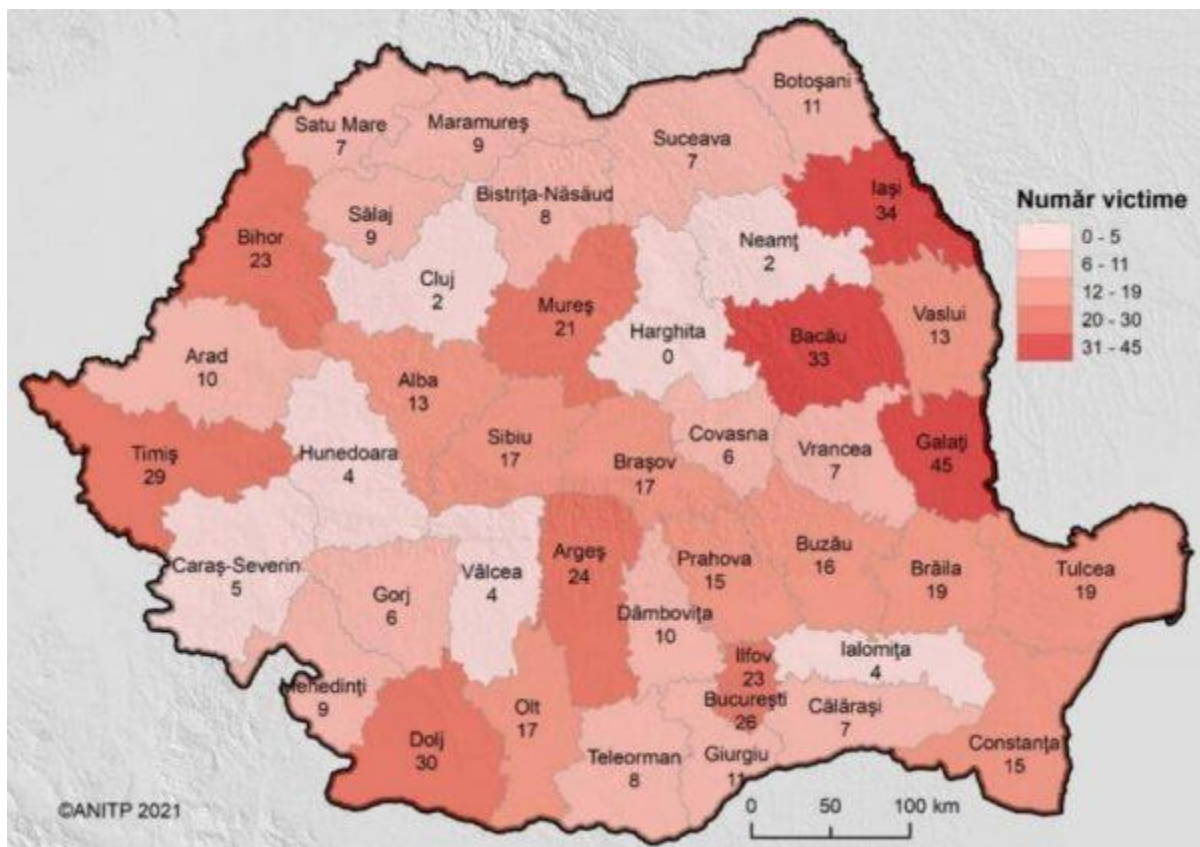 Botoşani
11
Satu Mare
7
Maramureş
9
Suceava
7
Iaşi
34
Bistriţa-Năsăud
8
Sălaj
9
Bihor
23
Cluj
2
Neamţ
2
Mureş
21
Harghita
0
Bacău
33
Vaslui
13
Arad
10
Alba
13
Timiş
29
Hunedoara
4
Sibiu
17
Braşov
17
Covasna
6
Vrancea
7
Galaţi
45
Caraş-Severin
5
Gorj
6
Vâlcea
4
Argeş
24
Dâmboviţa
10
Prahova
15
Buzău
16
Brăila
19
Tulcea
19
Menedinţi
9
Dolj
30
Olt
17
Teleorman
8
Giurgiu
11
Ilfov
23
Bucureşti
26
Ialomiţa
4
Călăraşi
7
Constanţa
15
Număr victime
0 - 5
6 - 11
12 - 19
20 - 30
31 - 45
©ANITP 2021
0 50 100 km